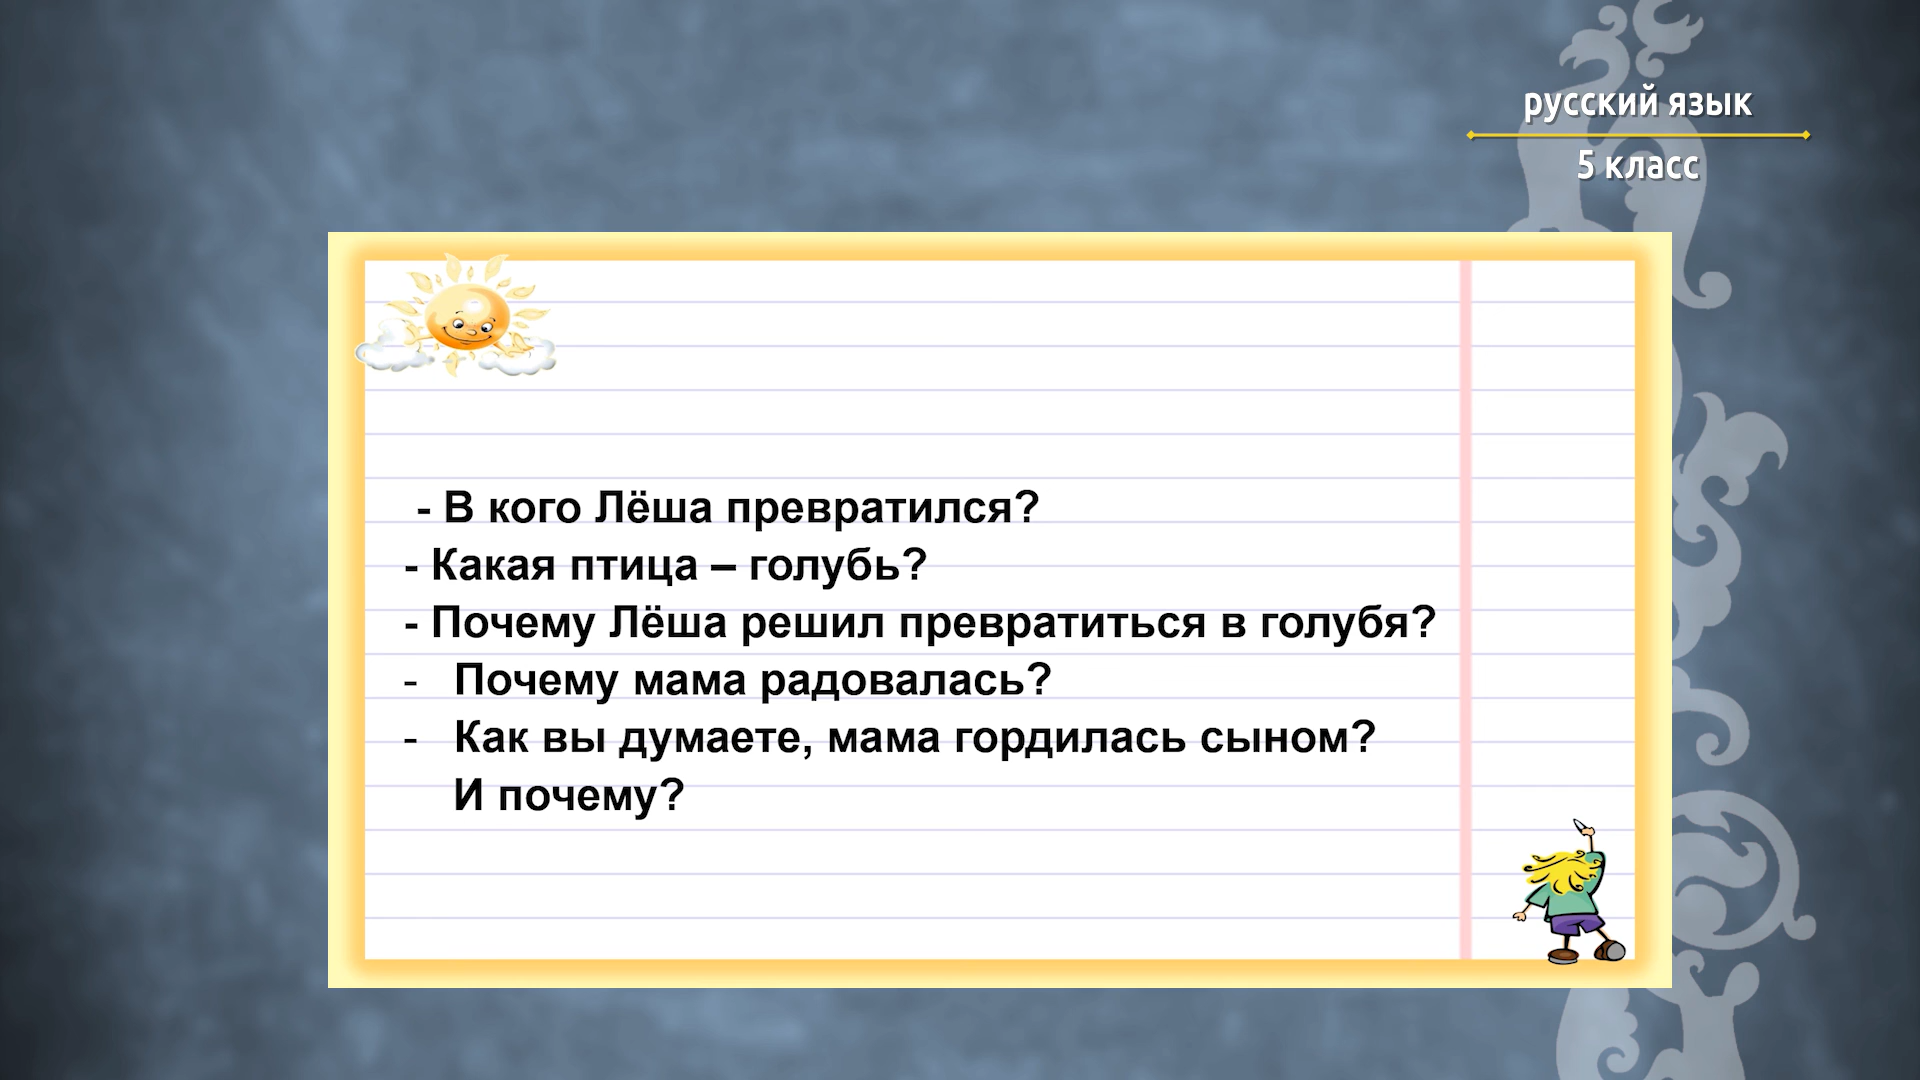 русский язык
5 класс
- В кого Лёша превратился?
- Какая птица – голубь?
- Почему Лёша решил превратиться в голубя?
- Почему мама радовалась?
- Как вы думаете, мама гордилась сыном?
И почему?